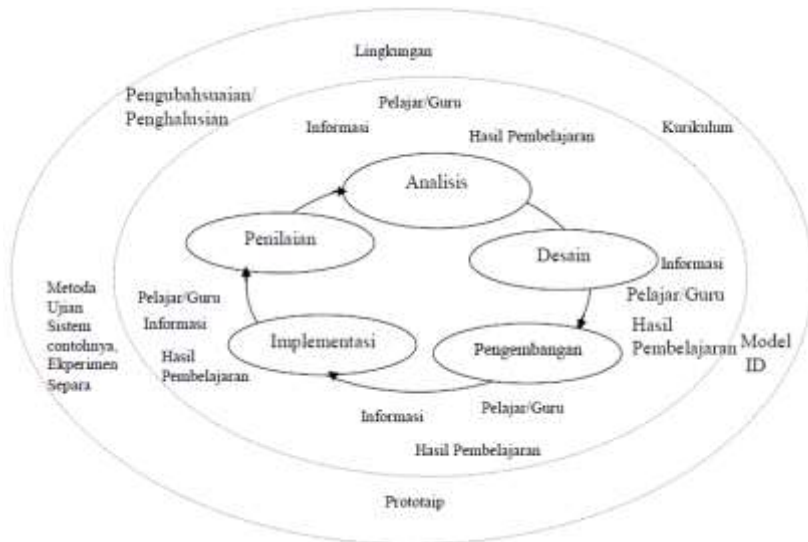 Lingkungan
Pengubahsuaian/
Penghalusian
Pelajar/Guru
Informasi
Kurikulum
Hasil Pembelajaran
Analisis
Penilaian
Desain
Informasi
Metoda
Ujian
Sistem
contohnya,
Ekperimen
Separa
Pelajar/Guru
Informasi
Hasil
Pembelajaran
Implementasi
Pengembangan
Pelajar/Guru
Hasil
Pembelajaran
Model
ID
Informasi
Pelajar/Guru
Hasil Pembelajaran
Prototaip